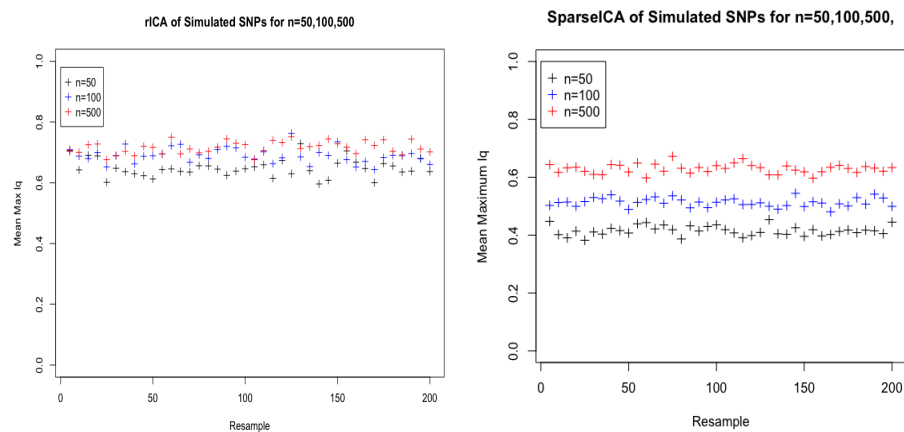 rICA of Simulated SNPs for n=50,100,500
Mean Max Iq
1.0
0.8
0.6
0.4
0.2
0.0
n=50
n=100
n=500
0
50
100
150
200
Resample
SparseICA of Simulated SNPs for n=50,100,500,
Mean Maximum Iq
1.0
0.8
0.6
0.4
0.2
0.0
n=50
n=100
n=500
0
50
100
150
200
Resample